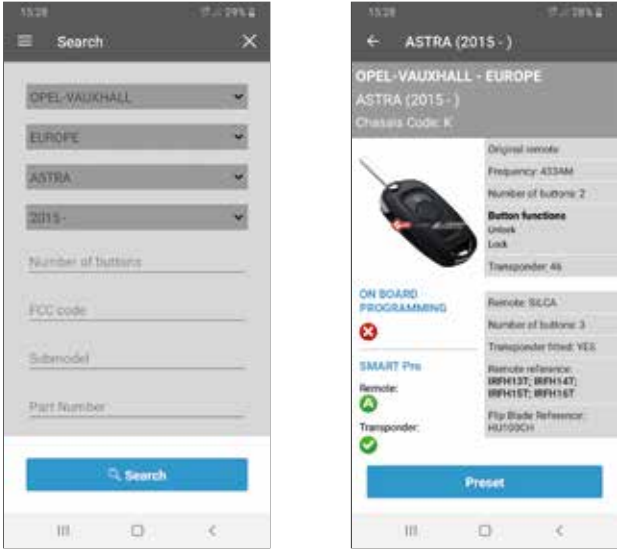 15:28
29%
Search
OPEL-VAUXHALL
EUROPE
ASTRA
2015 -
Number of buttons
FCC code
Submodel
Part Number
Search
15:28
28%
ASTRA (2015 - )
OPEL-VAUXHALL - EUROPE
ASTRA (2015 - )
Chassis Code: K
Original remote
Frequency: 433AM
Number of buttons: 2
Button functions
Unlock
Lock
Transponder: 46
ON BOARD
PROGRAMMING
SMART Pro
Remote:
A
Transponder:
Remote: SILCA
Number of buttons: 3
Transponder fitted: YES
Remote reference:
IRFH13T; IRFH14T;
IRFH15T; IRFH16T
Flip Blade Reference:
HU100CH
Preset